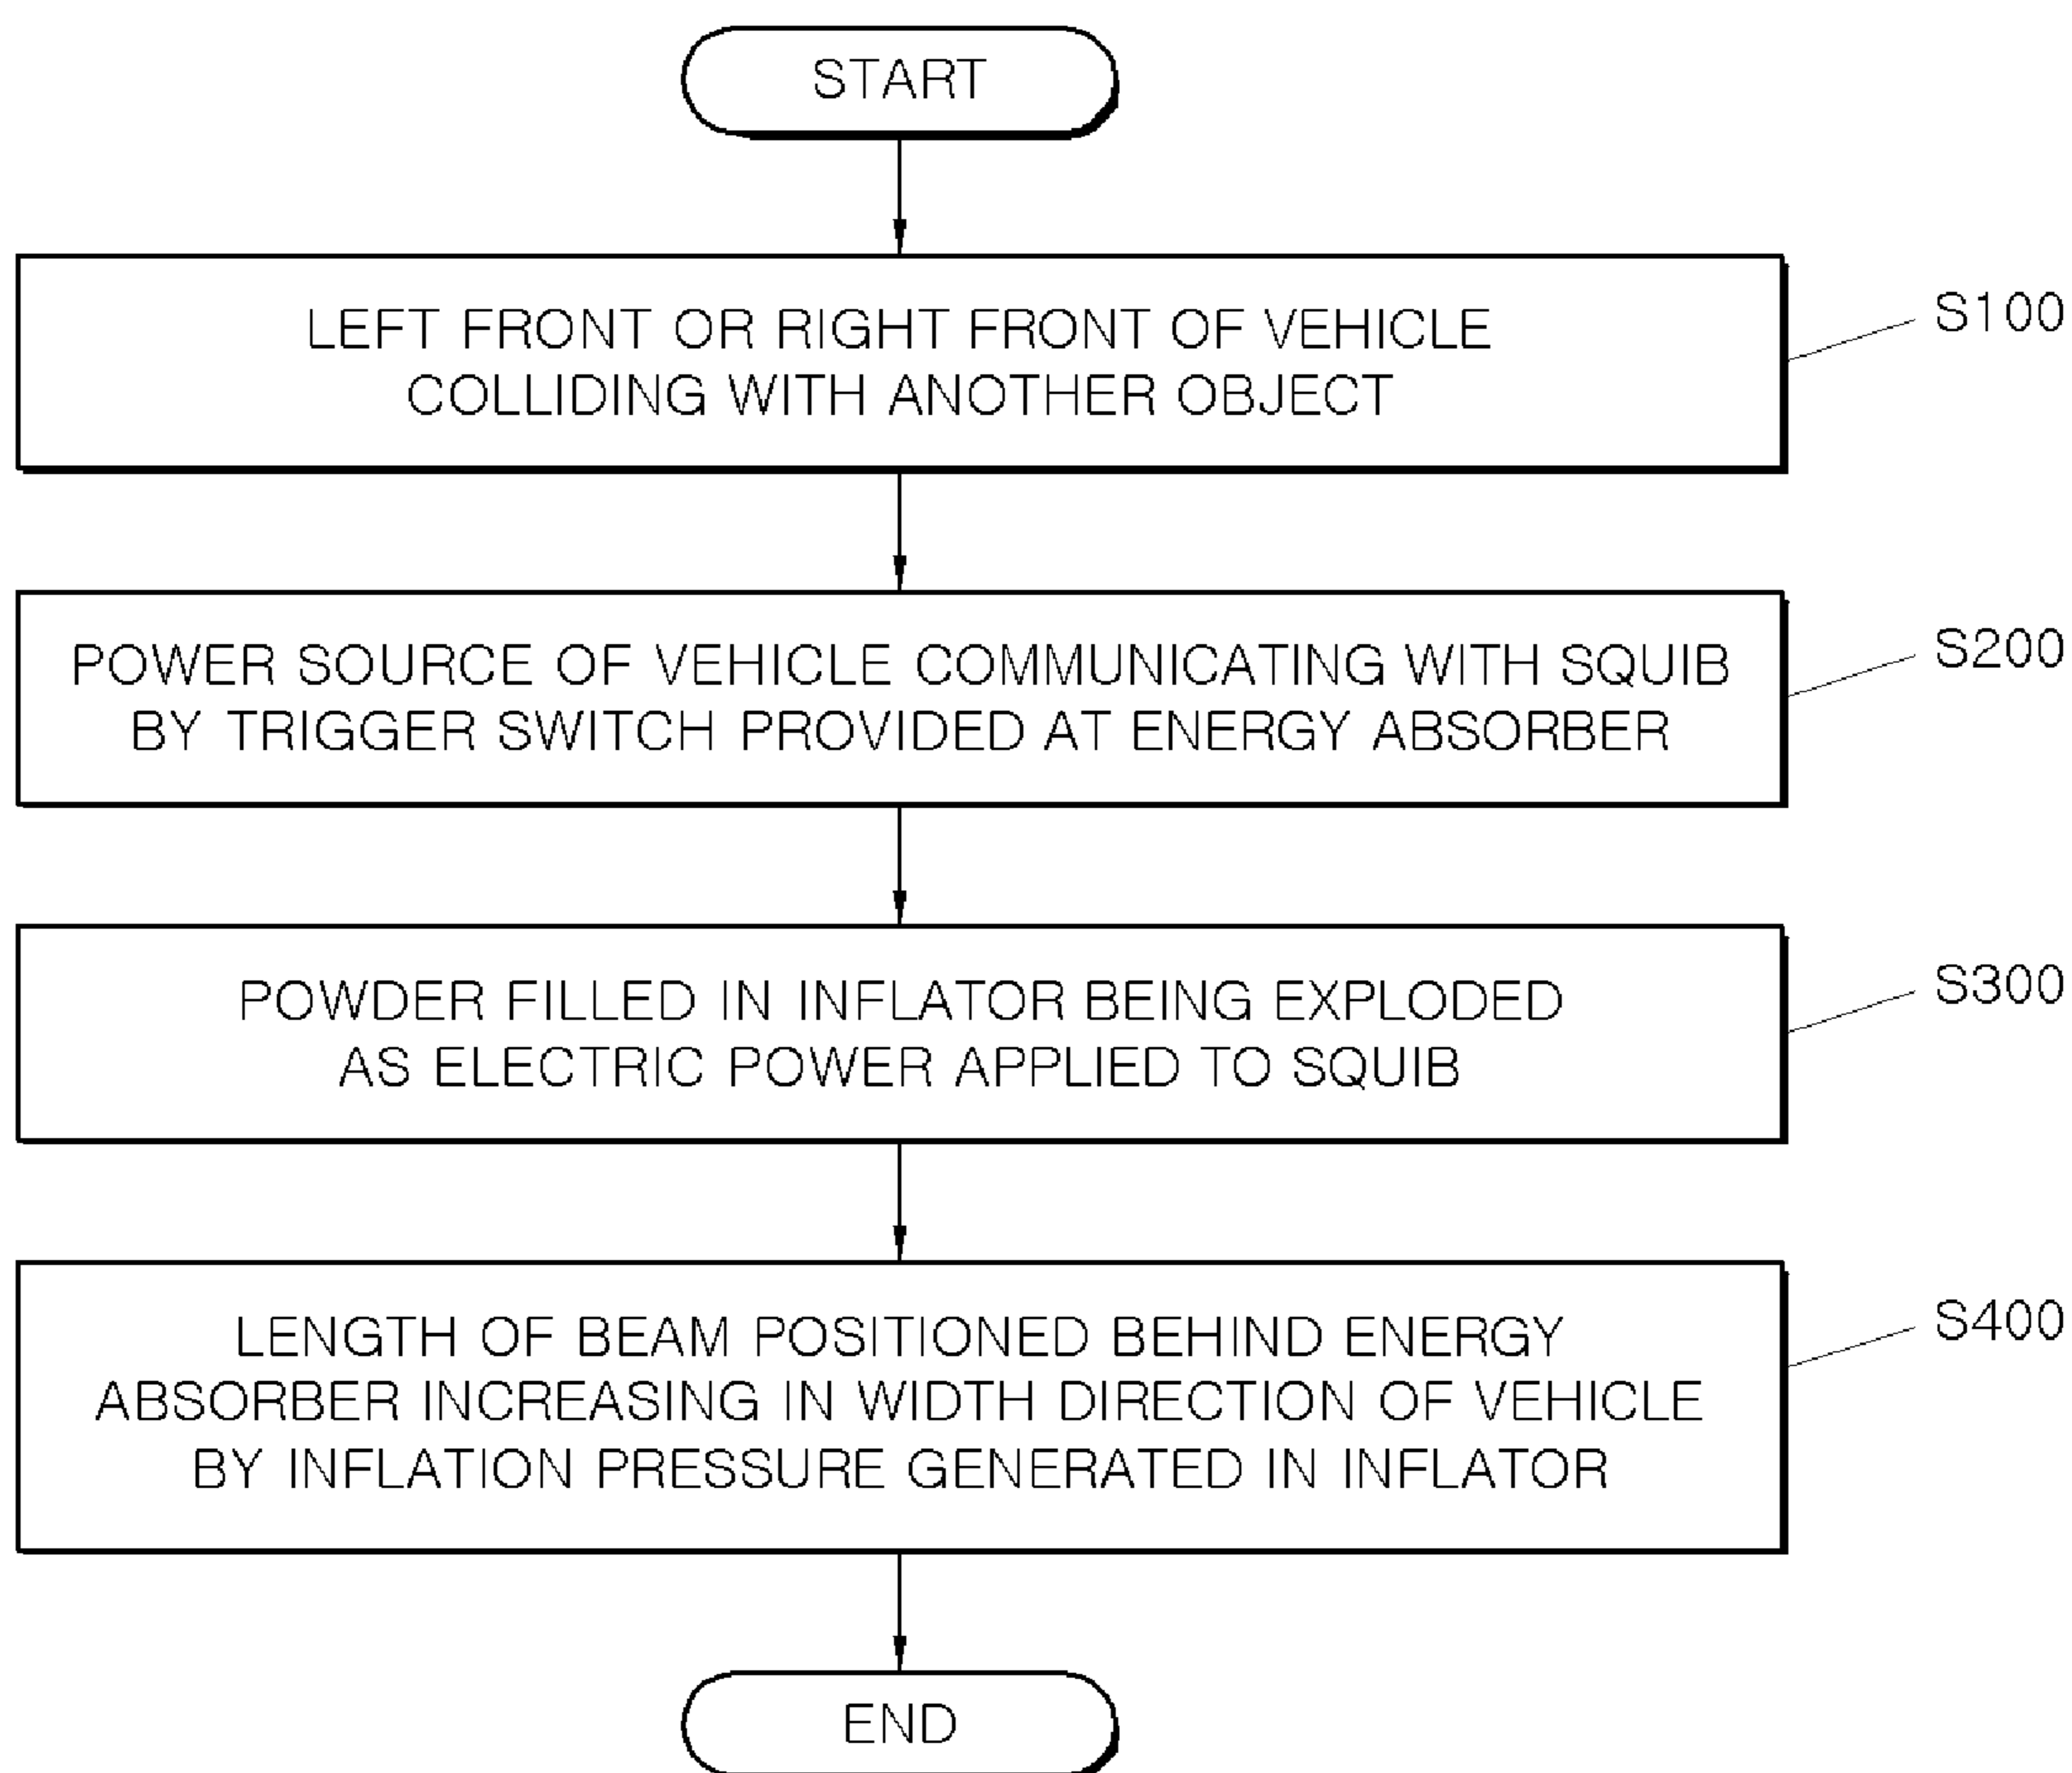 START
LEFT FRONT OR RIGHT FRONT OF VEHICLE
COLLIDING WITH ANOTHER OBJECT
S100
POWER SOURCE OF VEHICLE COMMUNICATING WITH SQUIB
BY TRIGGER SWITCH PROVIDED AT ENERGY ABSORBER
S200
POWDER FILLED IN INFLATOR BEING EXPLODED
AS ELECTRIC POWER APPLIED TO SQUIB
S300
LENGTH OF BEAM POSITIONED BEHIND ENERGY
ABSORBER INCREASING IN WIDTH DIRECTION OF VEHICLE
BY INFLATION PRESSURE GENERATED IN INFLATOR
S400
END